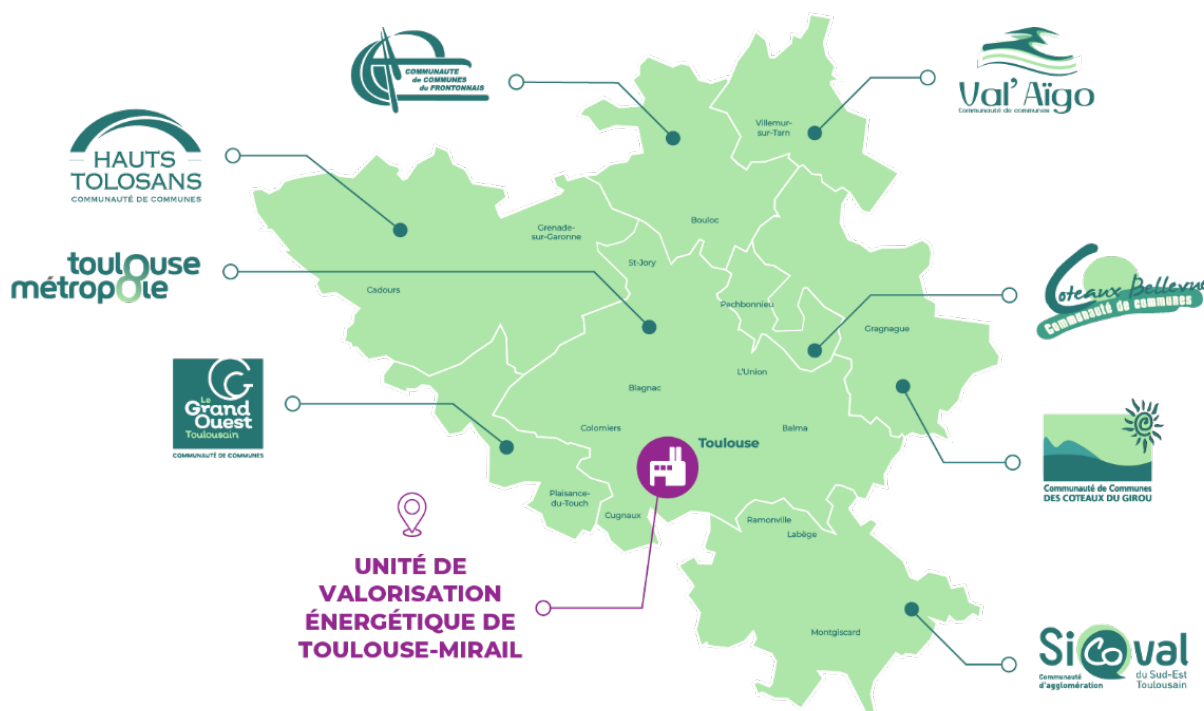 COMMUNAUTE
de COMMUNES
du FRONTONNAIS
Val'Aïgo
Communauté de communes
HAUTS
TOLOSANS
COMMUNAUTÉ DE COMMUNES
toulouse
métropole
Le
Grand
Ouest
Toulousain
COMMUNAUTÉ DE COMMUNES
Villemur-
sur-Tarn
Bouloc
Grenade-
sur-Garonne
St-Jory
Cadours
Pechbonnieu
Gragnague
L'Union
Blagnac
Colomiers
Balma
Toulouse
Plaisance-
du-Touch
Cugnaux
Ramonville
Labège
Montgiscard
Coteaux Bellevue
Communauté de communes
Communauté de Communes
DES COTEAUX DU GIROU
UNITÉ DE
VALORISATION
ÉNERGÉTIQUE DE
TOULOUSE-MIRAIL
Sicoval
Communauté
d'agglomération
du Sud-Est
Toulousain